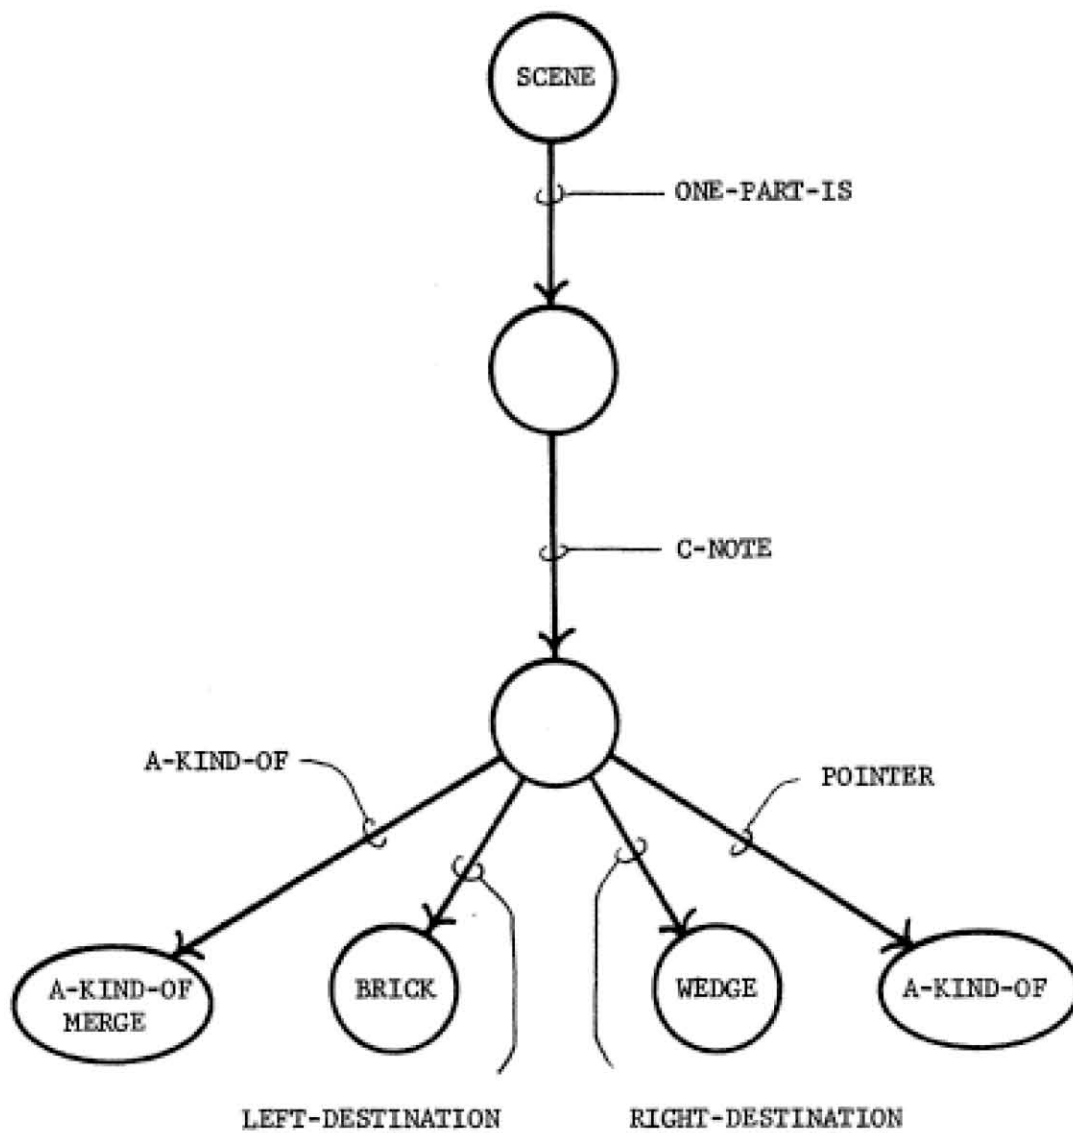 SCENE
ONE-PART-IS
C-NOTE
A-KIND-OF
POINTER
A-KIND-OF
MERGE
BRICK
WEDGE
A-KIND-OF
LEFT-DESTINATION
RIGHT-DESTINATION